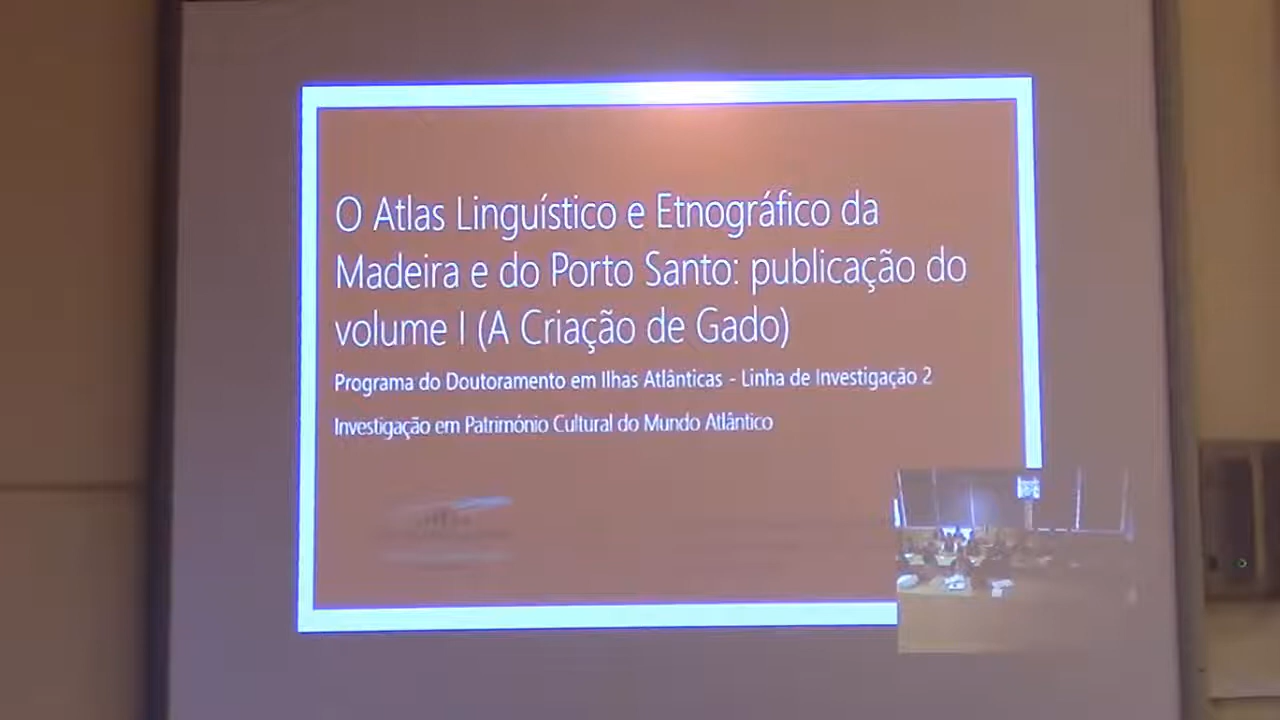 O Atlas Linguístico e Etnográfico da
Madeira e do Porto Santo: publicação do
volume I (A Criação de Gado)
Programa do Doutoramento em Ilhas Atlânticas - Linha de Investigação 2
Investigação em Património Cultural do Mundo Atlântico